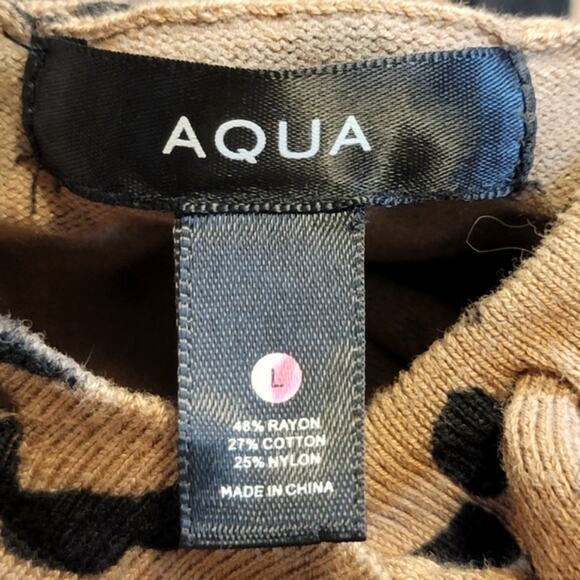 AQUA
L
48% RAYON
27% COTTON
25% NYLON
MADE IN CHINA